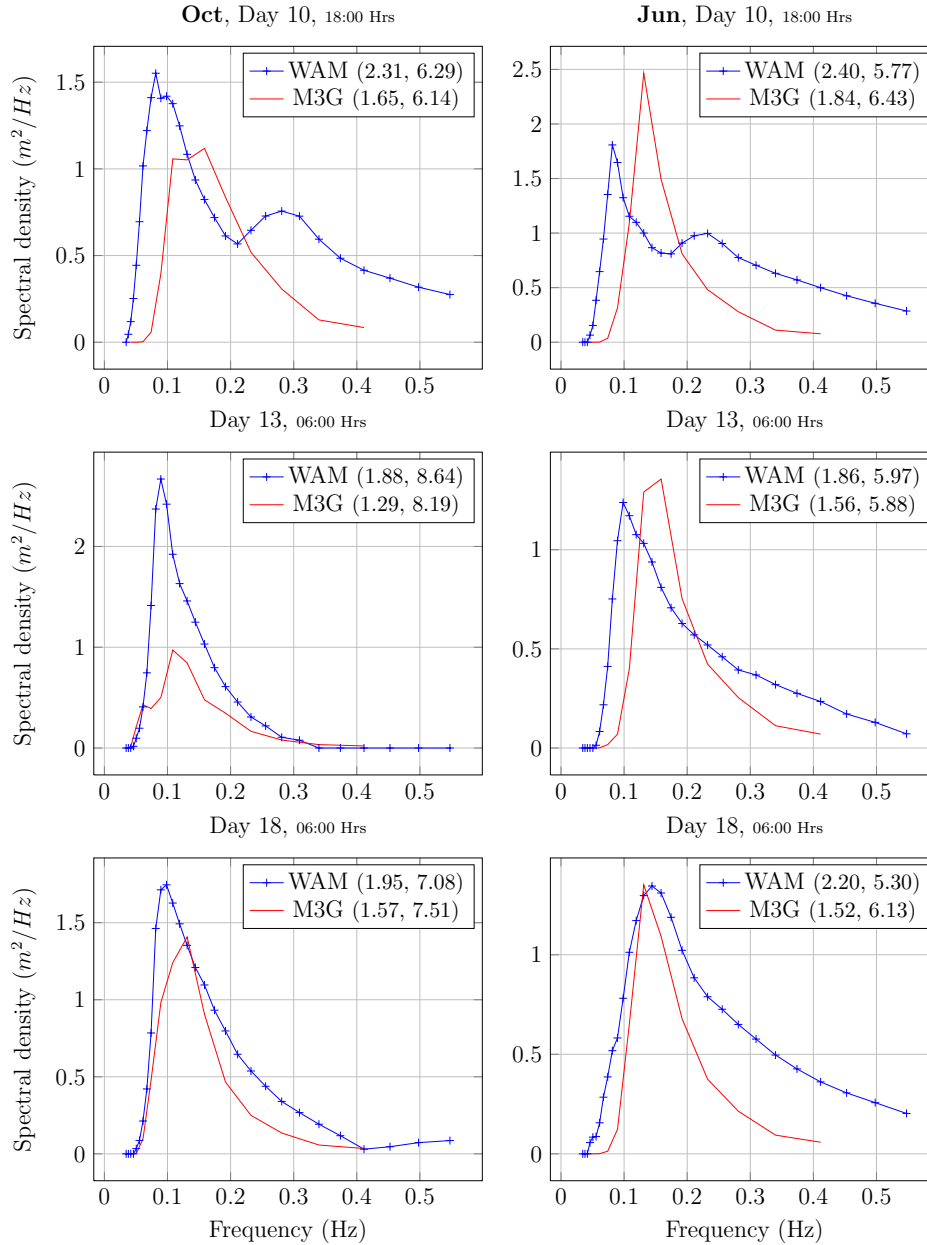 Oct, Day 10, 18:00 Hrs
Jun, Day 10, 18:00 Hrs
Spectral density (m²/Hz)
1.5
1
0.5
0
WAM (2.31, 6.29)
M3G (1.65, 6.14)
0 0.1 0.2 0.3 0.4 0.5
2.5
2
1.5
1
0.5
0
WAM (2.40, 5.77)
M3G (1.84, 6.43)
0 0.1 0.2 0.3 0.4 0.5
Day 13, 06:00 Hrs
Day 13, 06:00 Hrs
Spectral density (m²/Hz)
2
1
0
WAM (1.88, 8.64)
M3G (1.29, 8.19)
0 0.1 0.2 0.3 0.4 0.5
1
0.5
0
WAM (1.86, 5.97)
M3G (1.56, 5.88)
0 0.1 0.2 0.3 0.4 0.5
Day 18, 06:00 Hrs
Day 18, 06:00 Hrs
Spectral density (m²/Hz)
1.5
1
0.5
0
WAM (1.95, 7.08)
M3G (1.57, 7.51)
0 0.1 0.2 0.3 0.4 0.5
Frequency (Hz)
1
0.5
0
WAM (2.20, 5.30)
M3G (1.52, 6.13)
0 0.1 0.2 0.3 0.4 0.5
Frequency (Hz)